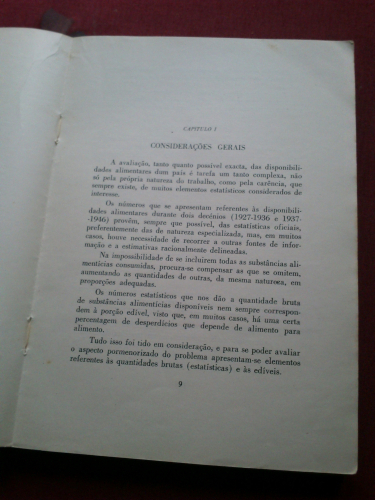 CAPITULO I
CONSIDERAÇÕES GERAIS
A avaliação, tanto quanto possível exacta, das disponibili-
dades alimentares dum país é tarefa um tanto complexa, não
só pela própria natureza do trabalho, como pela carência, que
sempre existe, de muitos elementos estatísticos considerados de
interesse.
Os números que se apresentam referentes às disponibili-
dades alimentares durante dois decénios (1927-1936 e 1937-
-1946) provêm, sempre que possível, das estatísticas oficiais,
preferentemente das de natureza especializada, mas, em muitos
casos, houve necessidade de recorrer a outras fontes de infor-
mação e a estimativas racionalmente delineadas.
Na impossibilidade de se incluirem todas as substâncias ali-
mentícias consumidas, procura-se compensar as que se omitem,
aumentando as quantidades de outras, da mesma natureza, em
proporções adequadas.
Os números estatísticos que nos dão a quantidade bruta
de substâncias alimentícias disponíveis nem sempre correspon-
dem à porção edível, visto que, em muitos casos, há uma certa
percentagem de desperdícios que depende de alimento para
alimento.
Tudo isso foi tido em consideração, e para se poder avaliar
o aspecto purmenorizado do problema apresentam-se elementos
referentes às quantidades brutas (estatísticas) e às edíveis.
9